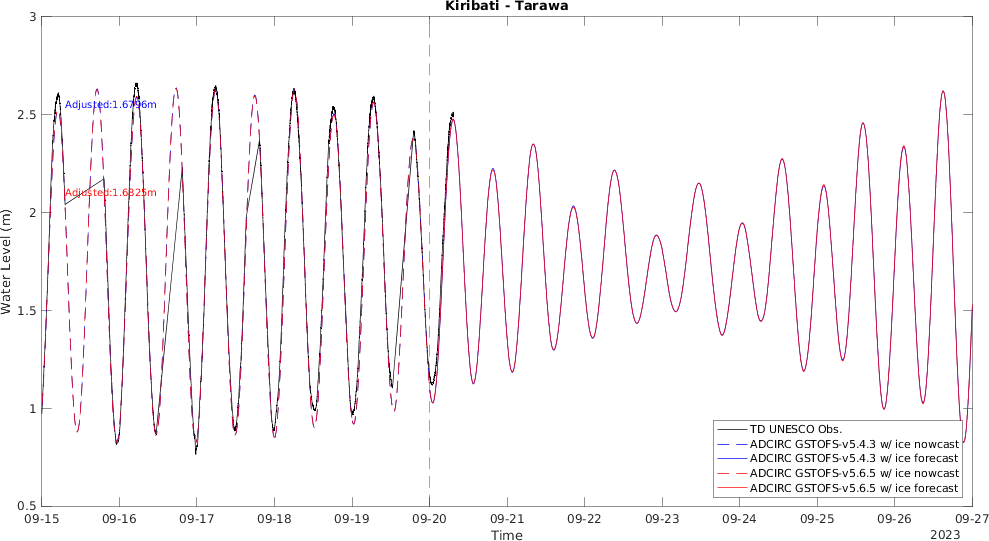 Kiribati - Tarawa
3
2.5
2
1.5
1
0.5
Water Level (m)
Adjusted:1.6796m
Adjusted:1.6325m
TD UNESCO Obs.
ADCIRC GSTOFS-v5.4.3 w/ ice nowcast
ADCIRC GSTOFS-v5.4.3 w/ ice forecast
ADCIRC GSTOFS-v5.6.5 w/ ice nowcast
ADCIRC GSTOFS-v5.6.5 w/ ice forecast
09-15 09-16 09-17 09-18 09-19 09-20 09-21 09-22 09-23 09-24 09-25 09-26 09-27
Time
2023